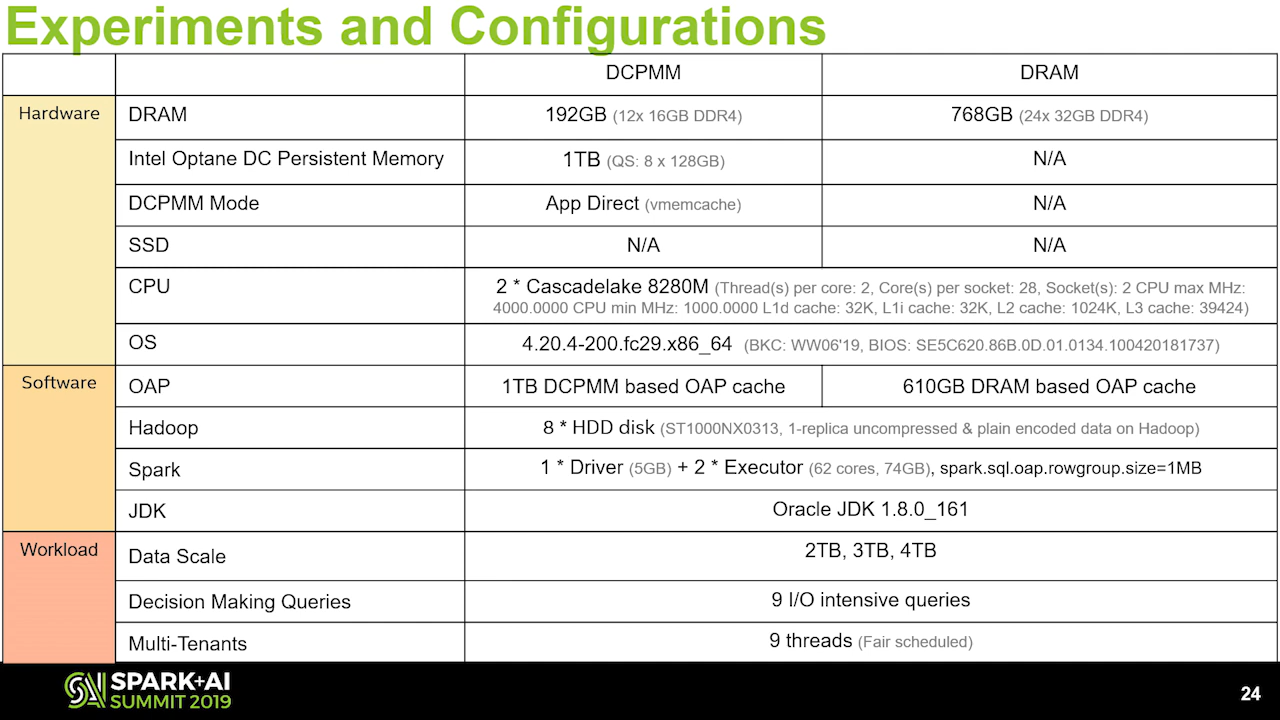 Experiments and Configurations
DCPMM DRAM
Hardware DRAM 192GB (12x 16GB DDR4) 768GB (24x 32GB DDR4)
Intel Optane DC Persistent Memory 1TB (QS: 8 x 128GB) N/A
DCPMM Mode App Direct (vmemcache) N/A
SSD N/A N/A
CPU 2 * Cascadelake 8280M (Thread(s) per core: 2, Core(s) per socket: 28, Socket(s): 2 CPU max MHz:
4000.0000 CPU min MHz: 1000.0000 L1d cache: 32K, L1i cache: 32K, L2 cache: 1024K, L3 cache: 39424)
OS 4.20.4-200.fc29.x86_64 (BKC: WW06'19, BIOS: SE5C620.86B.0D.01.0134.100420181737)
Software OAP 1TB DCPMM based OAP cache 610GB DRAM based OAP cache
Hadoop 8 * HDD disk (ST1000NX0313, 1-replica uncompressed & plain encoded data on Hadoop)
Spark 1 * Driver (5GB) + 2 * Executor (62 cores, 74GB), spark.sql.oap.rowgroup.size=1MB
JDK Oracle JDK 1.8.0_161
Workload Data Scale 2TB, 3TB, 4TB
Decision Making Queries 9 I/O intensive queries
Multi-Tenants 9 threads (Fair scheduled)
SPARK+AI
SUMMIT 2019
24